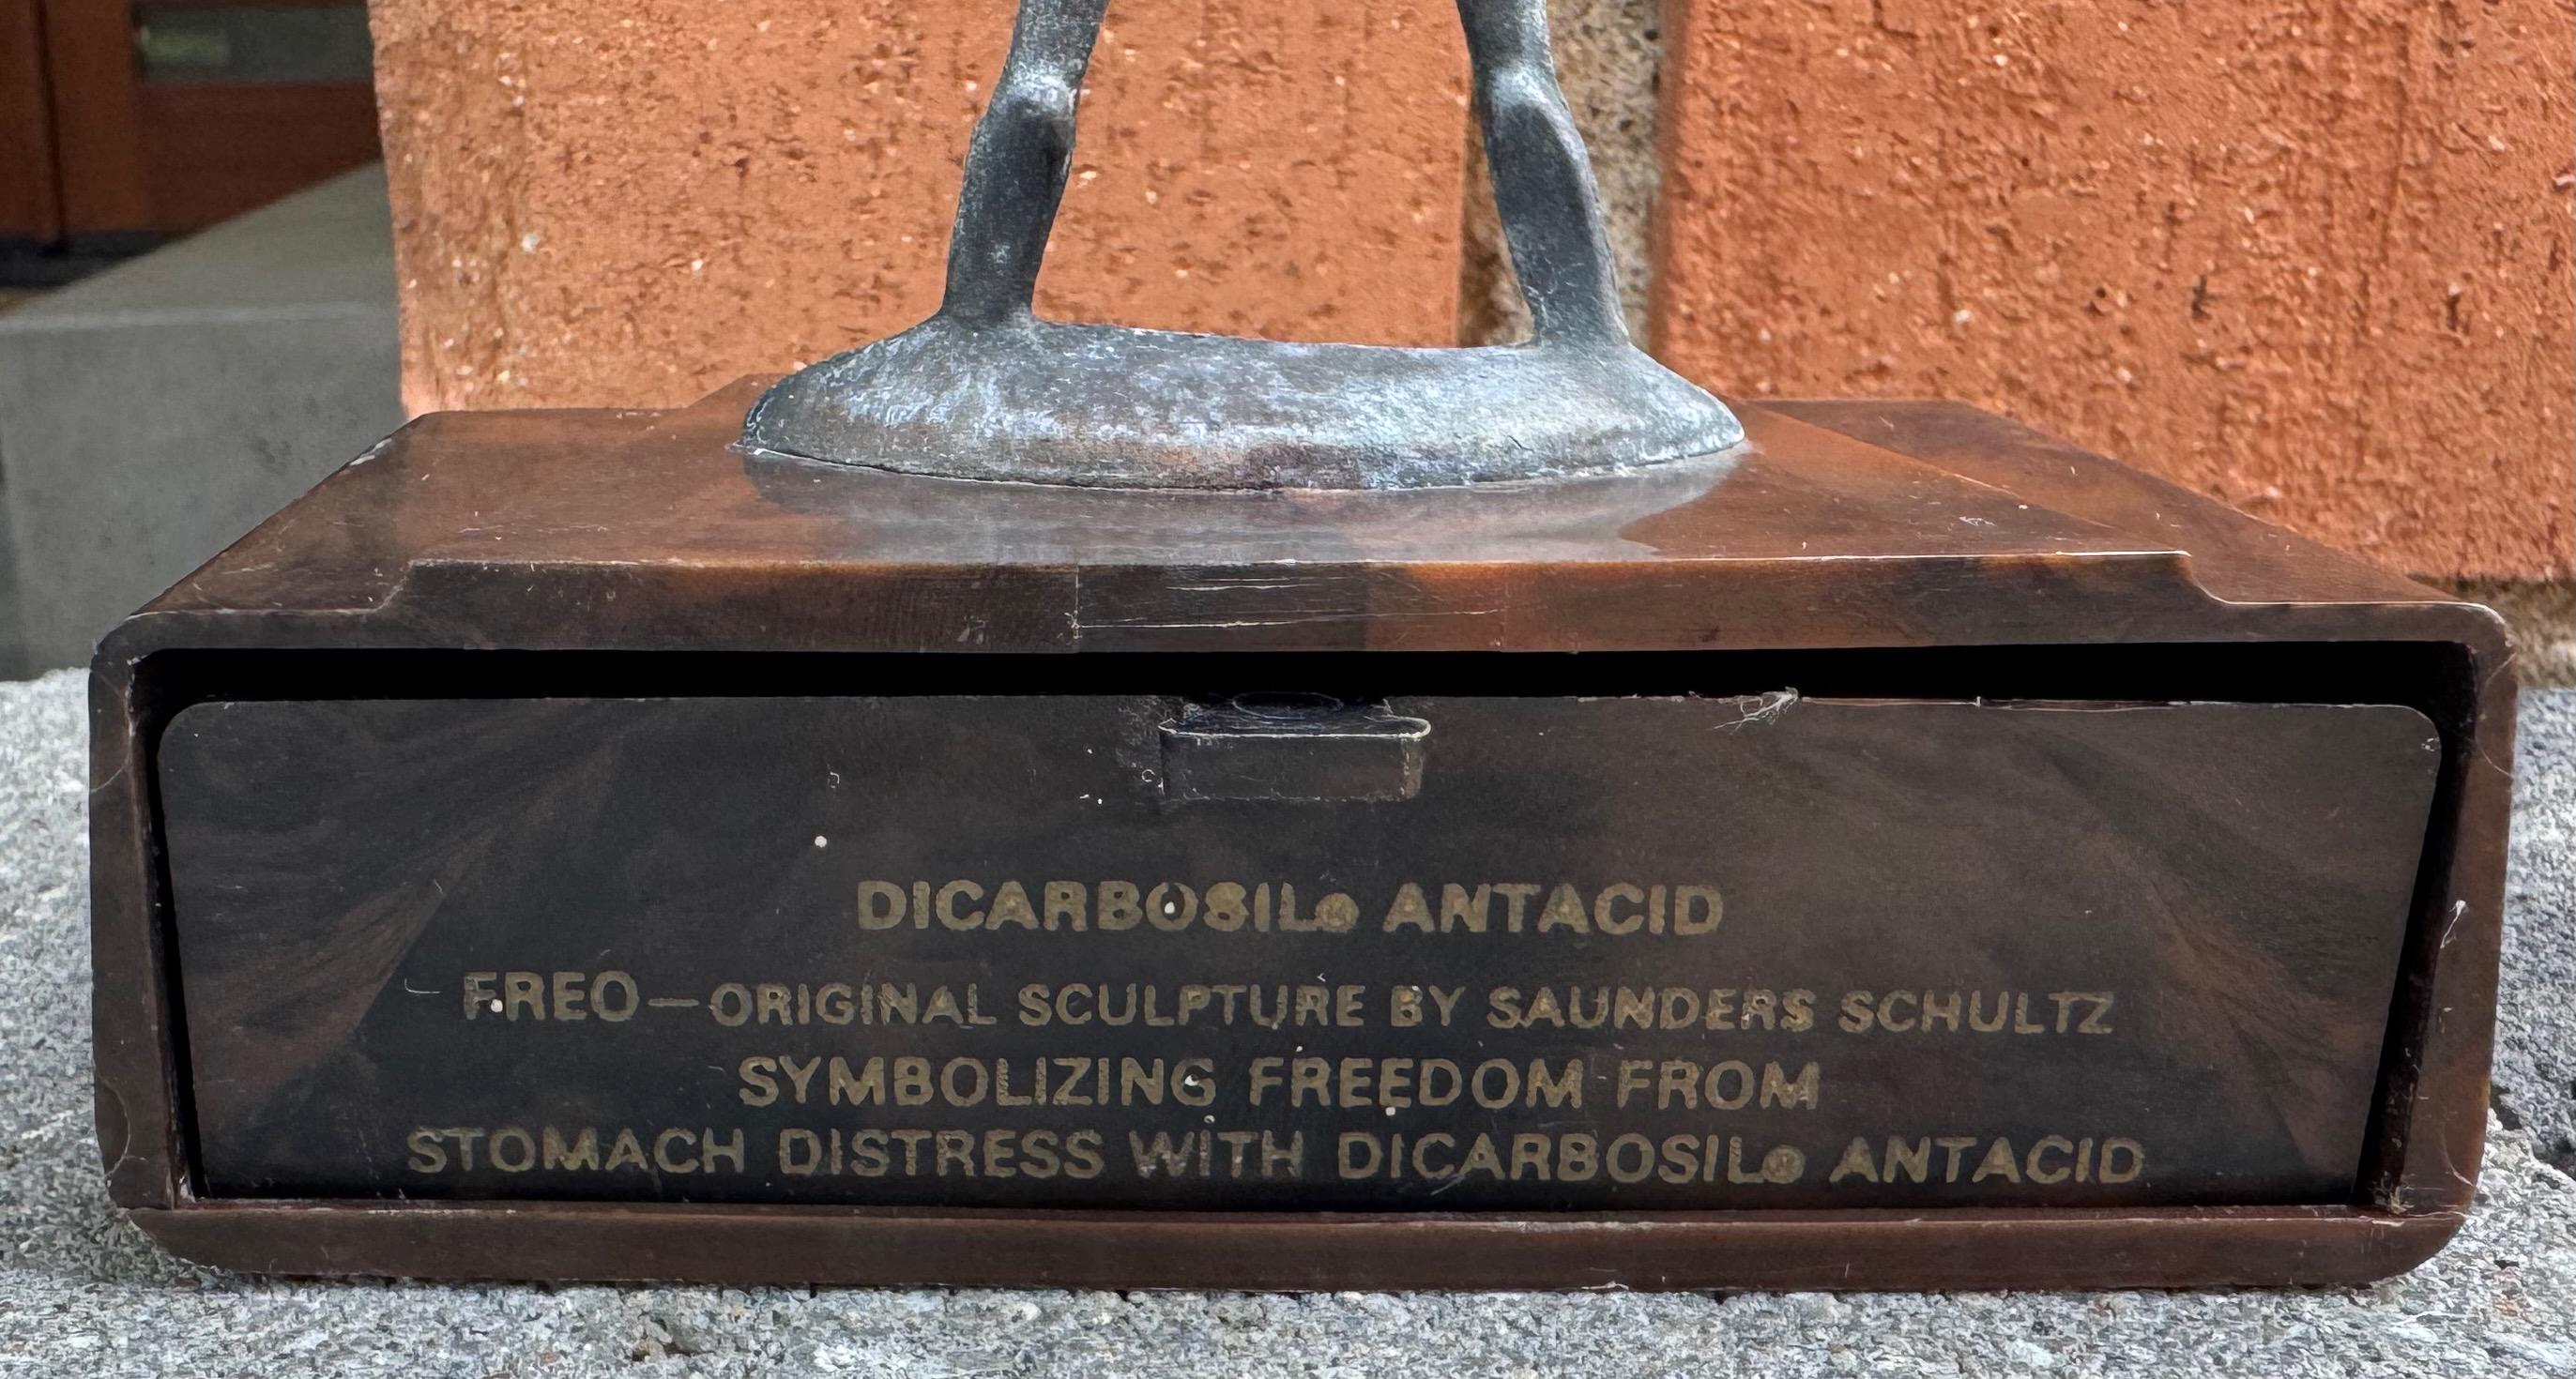 DICARBOSIL® ANTACID
FREO—ORIGINAL SCULPTURE BY SAUNDERS SCHULTZ
SYMBOLIZING FREEDOM FROM
STOMACH DISTRESS WITH DICARBOSIL® ANTACID